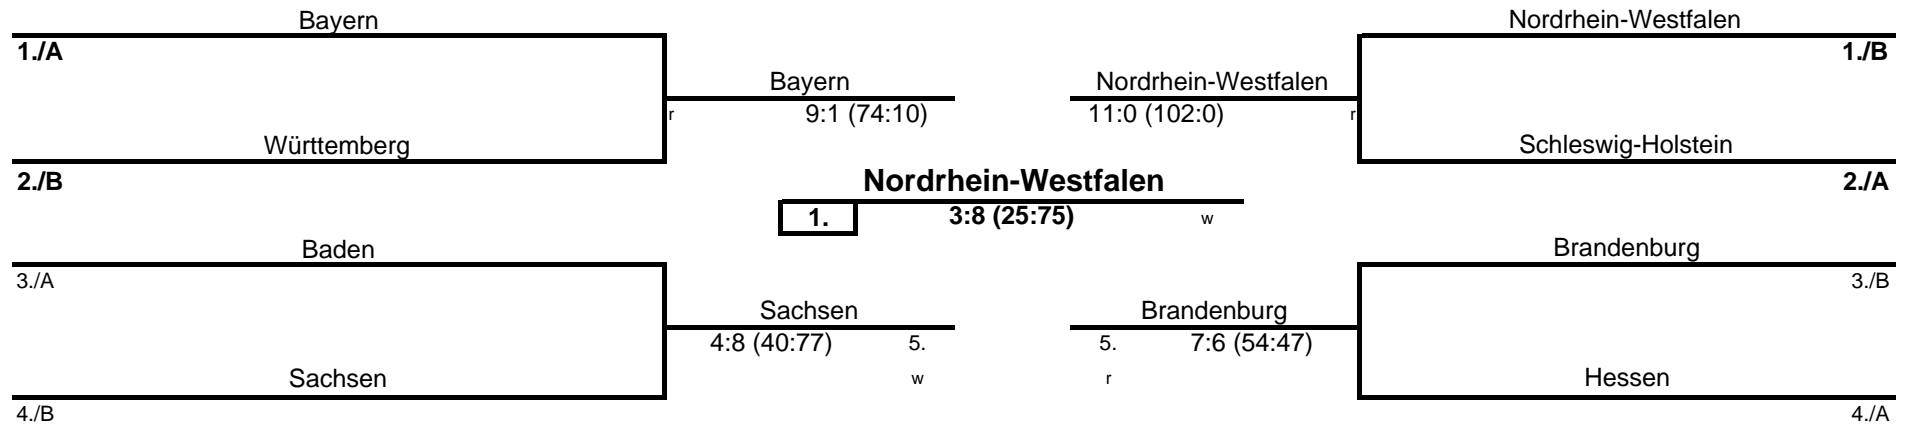 Bayern
Nordrhein-Westfalen
1./A
1./B
Bayern
Nordrhein-Westfalen
r
9:1 (74:10)
11:0 (102:0)
r
Württemberg
Schleswig-Holstein
2./B
Nordrhein-Westfalen
2./A
1.
3:8 (25:75)
w
Baden
Brandenburg
3./A
3./B
Sachsen
Brandenburg
4:8 (40:77)
5.
5.
7:6 (54:47)
w
r
Sachsen
Hessen
4./B
4./A